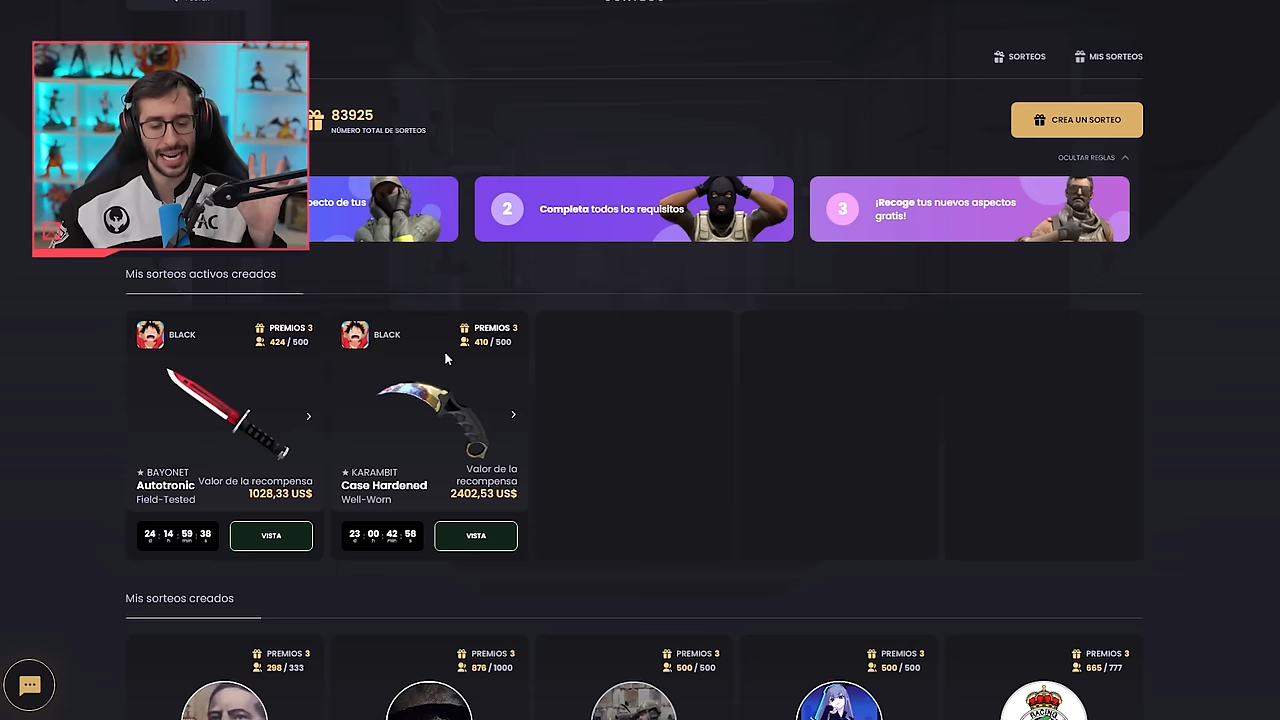 SORTEOS
MIS SORTEOS
83925
NÚMERO TOTAL DE SORTEOS
CREA UN SORTEO
OCULTAR REGLAS
pecto de tus
2
Completa todos los requisitos
3
¡Recoge tus nuevos aspectos
gratis!
Mis sorteos activos creados
BLACK
PREMIOS 3
424 / 500
★ BAYONET
Autotronic
Field-Tested
Valor de la recompensa
1028,33 US$
24 : 14 : 59 : 38
d h min s
VISTA
BLACK
PREMIOS 3
410 / 500
★ KARAMBIT
Case Hardened
Well-Worn
Valor de la
recompensa
2402,53 US$
23 : 00 : 42 : 58
d h min s
VISTA
Mis sorteos creados
PREMIOS 3
298 / 333
PREMIOS 3
876 / 1000
PREMIOS 3
500 / 500
PREMIOS 3
500 / 500
PREMIOS 3
665 / 777
RACING